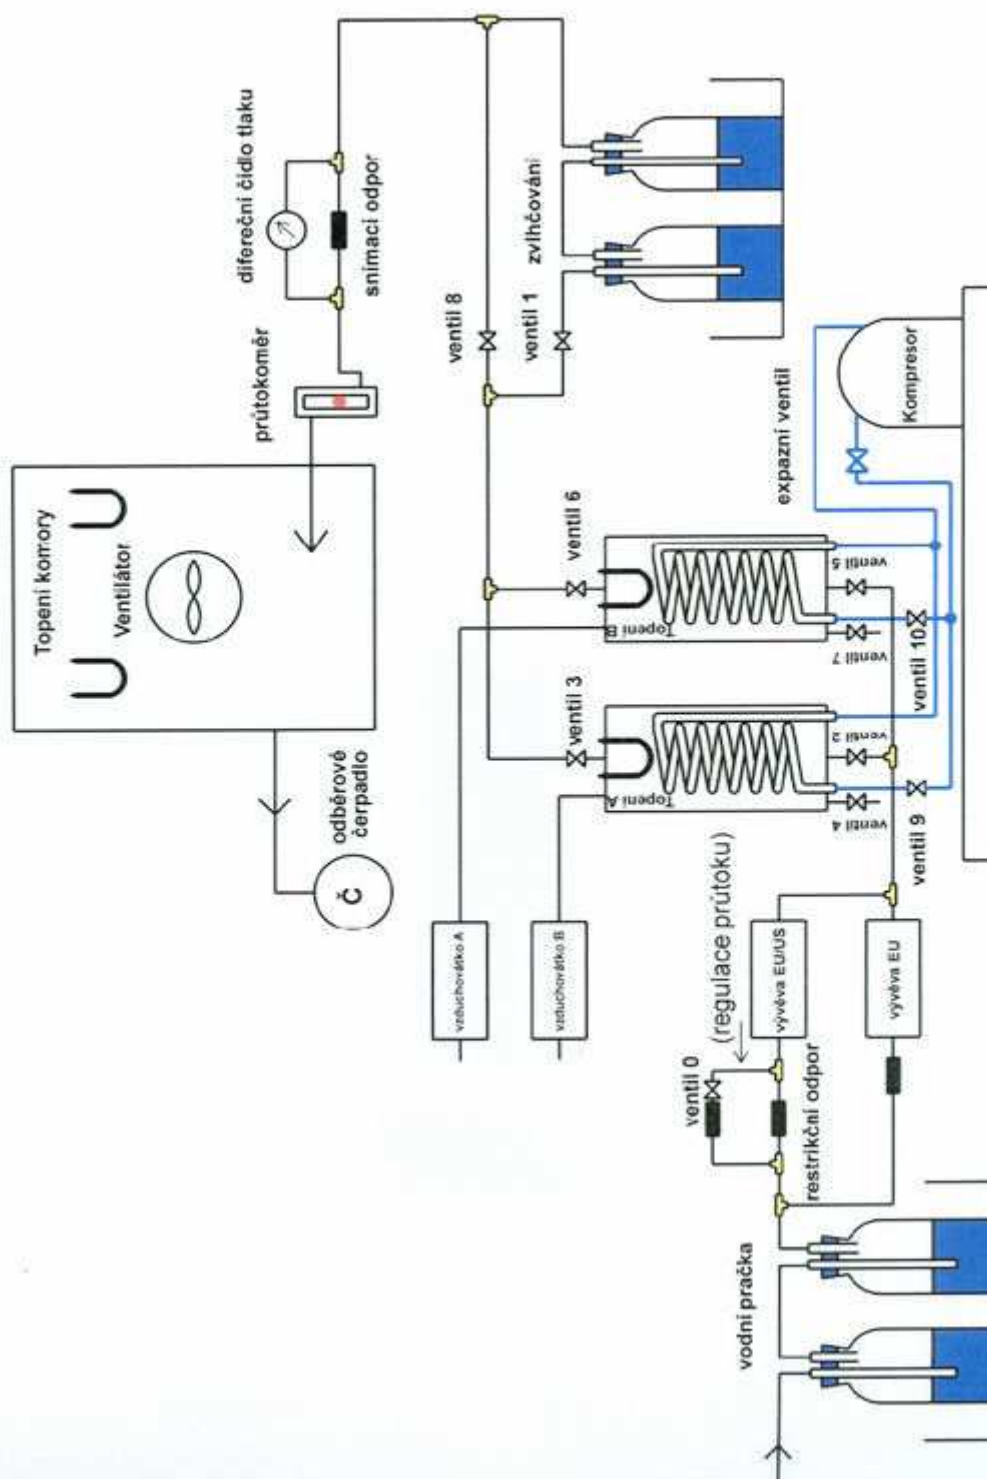 Topení komory
Ventilátor
odběrové
čerpadlo
Č
průtokoměr
difereční čidlo tlaku
snímací odpor
ventil 8
ventil 1
zvlhčování
ventil 6
ventil 3
Topení B
Topení A
ventil 5
ventil 7
ventil 2
ventil 4
ventil 10
ventil 9
expazní ventil
Kompresor
vzduchovátko A
vzduchovátko B
(regulace průtoku)
vývěva EU/US
vývěva EU
ventil 0
restrikční odpor
vodní pračka